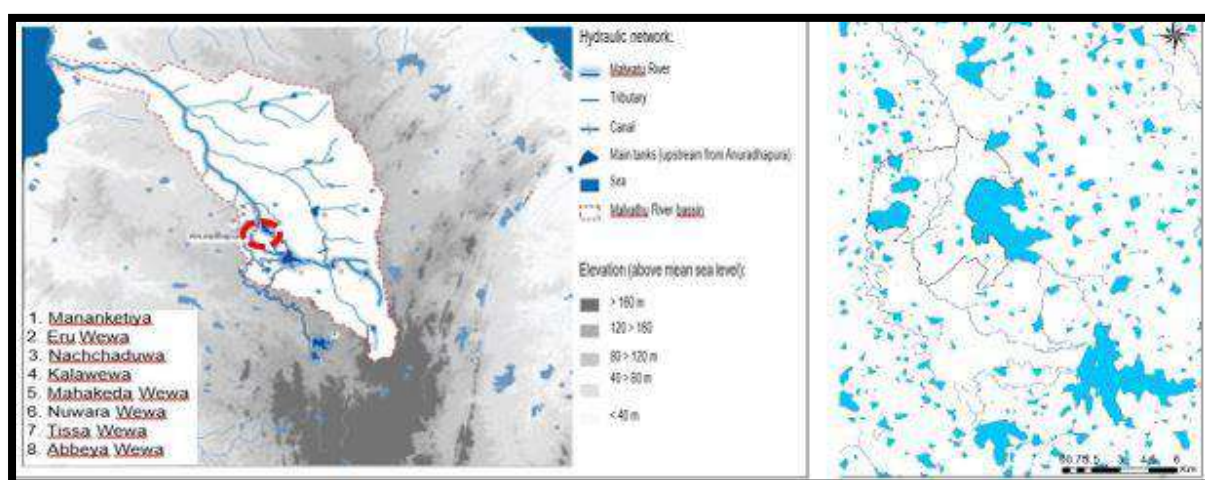 Hydraulic network:
Malwatu River
Tributary
Canal
Main tanks (upstream from Anuradhapura)
Sea
Malvathu River bassin
Elevation (above mean sea level):
> 160 m
120 > 160
80 > 120 m
40 > 80 m
< 40 m
1. Mananketiya
2 Eru Wewa
3. Nachchaduwa
4. Kalawewa
5. Mahakeda Wewa
6. Nuwara Wewa
7. Tissa Wewa
8. Abbeya Wewa